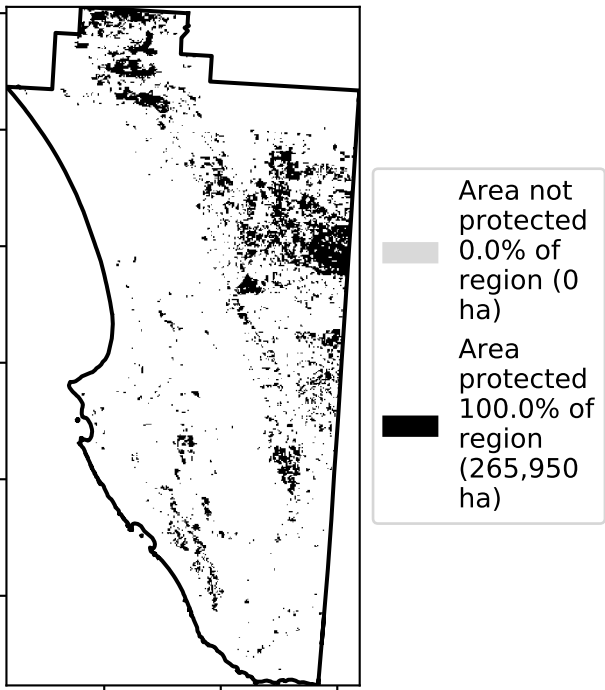 Area not
protected
0.0% of
region (0
ha)
Area
protected
100.0% of
region
(265,950
ha)